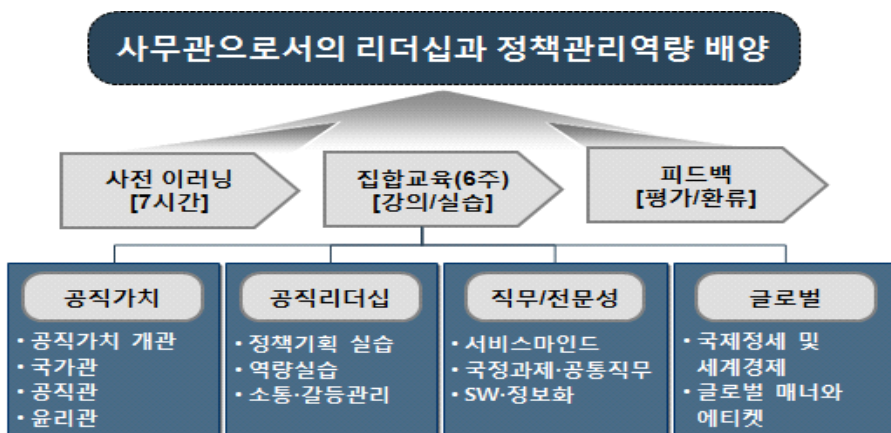 사무관으로서의 리더십과 정책관리역량 배양
사전 이러닝
[7시간]
집합교육(6주)
[강의/실습]
피드백
[평가/환류]
공직가치
• 공직가치 개관
• 국가관
• 공직관
• 윤리관
공직리더십
• 정책기획 실습
• 역량실습
• 소통·갈등관리
직무/전문성
• 서비스마인드
• 국정과제·공통직무
• SW·정보화
글로벌
• 국제정세 및
세계경제
• 글로벌 매너와
에티켓